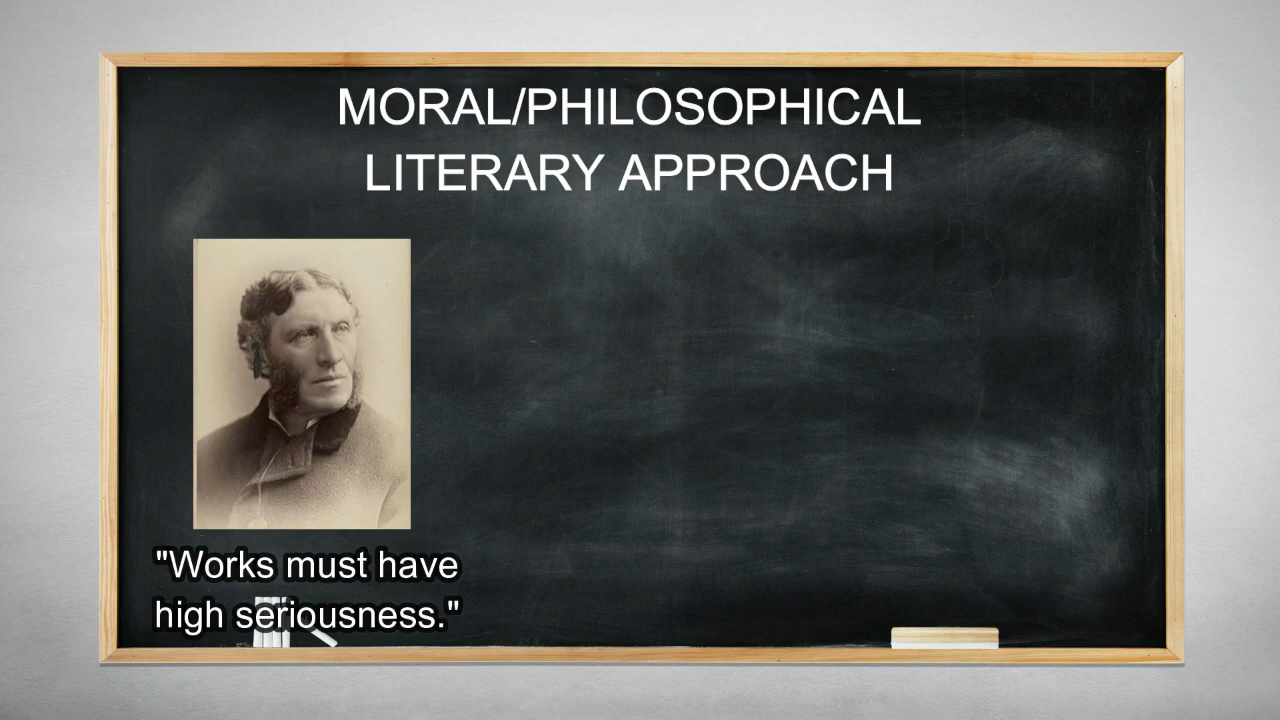 MORAL/PHILOSOPHICAL
LITERARY APPROACH
"Works must have
high seriousness."